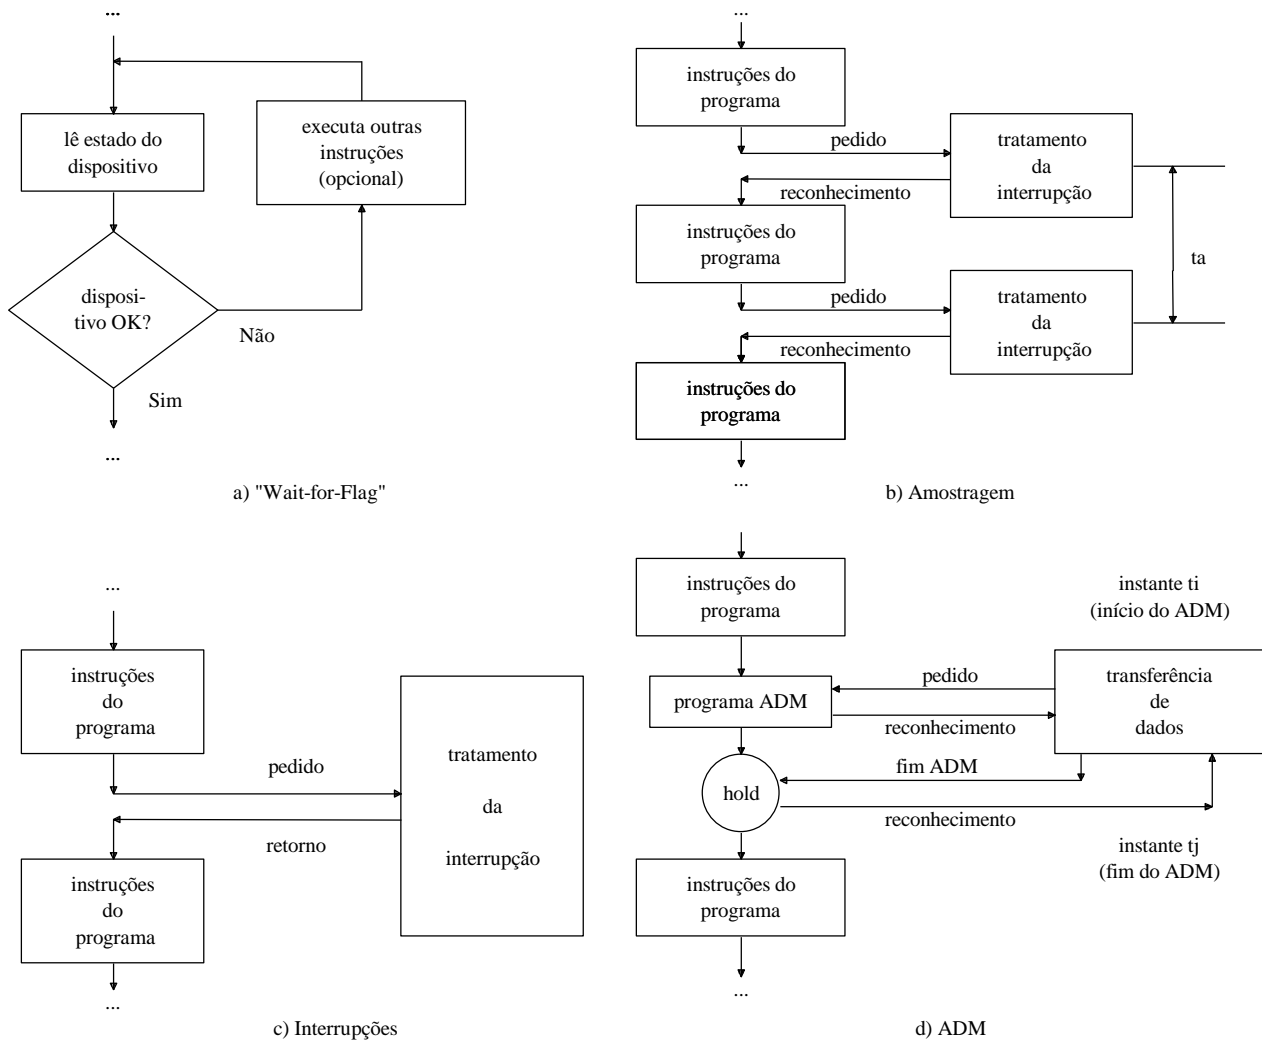 ...
lê estado do
dispositivo
executa outras
instruções
(opcional)
disposi-
tivo OK?
Não
Sim
...
a) "Wait-for-Flag"
...
instruções do
programa
pedido
tratamento
da
interrupção
reconhecimento
instruções do
programa
ta
pedido
tratamento
da
interrupção
reconhecimento
instruções do
programa
...
b) Amostragem
...
instruções
do
programa
pedido
tratamento
da
interrupção
retorno
instruções
do
programa
...
c) Interrupções
instruções do
programa
instante ti
(início do ADM)
programa ADM
pedido
transferência
de
dados
reconhecimento
fim ADM
hold
reconhecimento
instante tj
(fim do ADM)
instruções do
programa
...
d) ADM